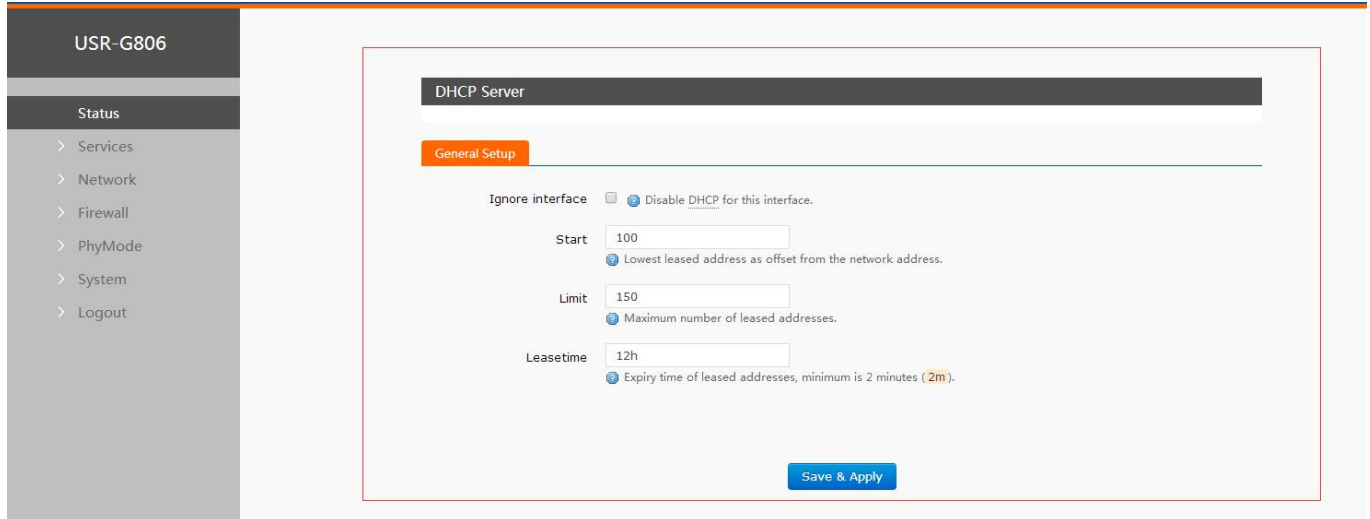 USR-G806
Status
Services
Network
Firewall
PhyMode
System
Logout
DHCP Server
General Setup
Ignore interface Disable DHCP for this interface.
Start 100
Lowest leased address as offset from the network address.
Limit 150
Maximum number of leased addresses.
Leasetime 12h
Expiry time of leased addresses, minimum is 2 minutes (2m).
Save & Apply